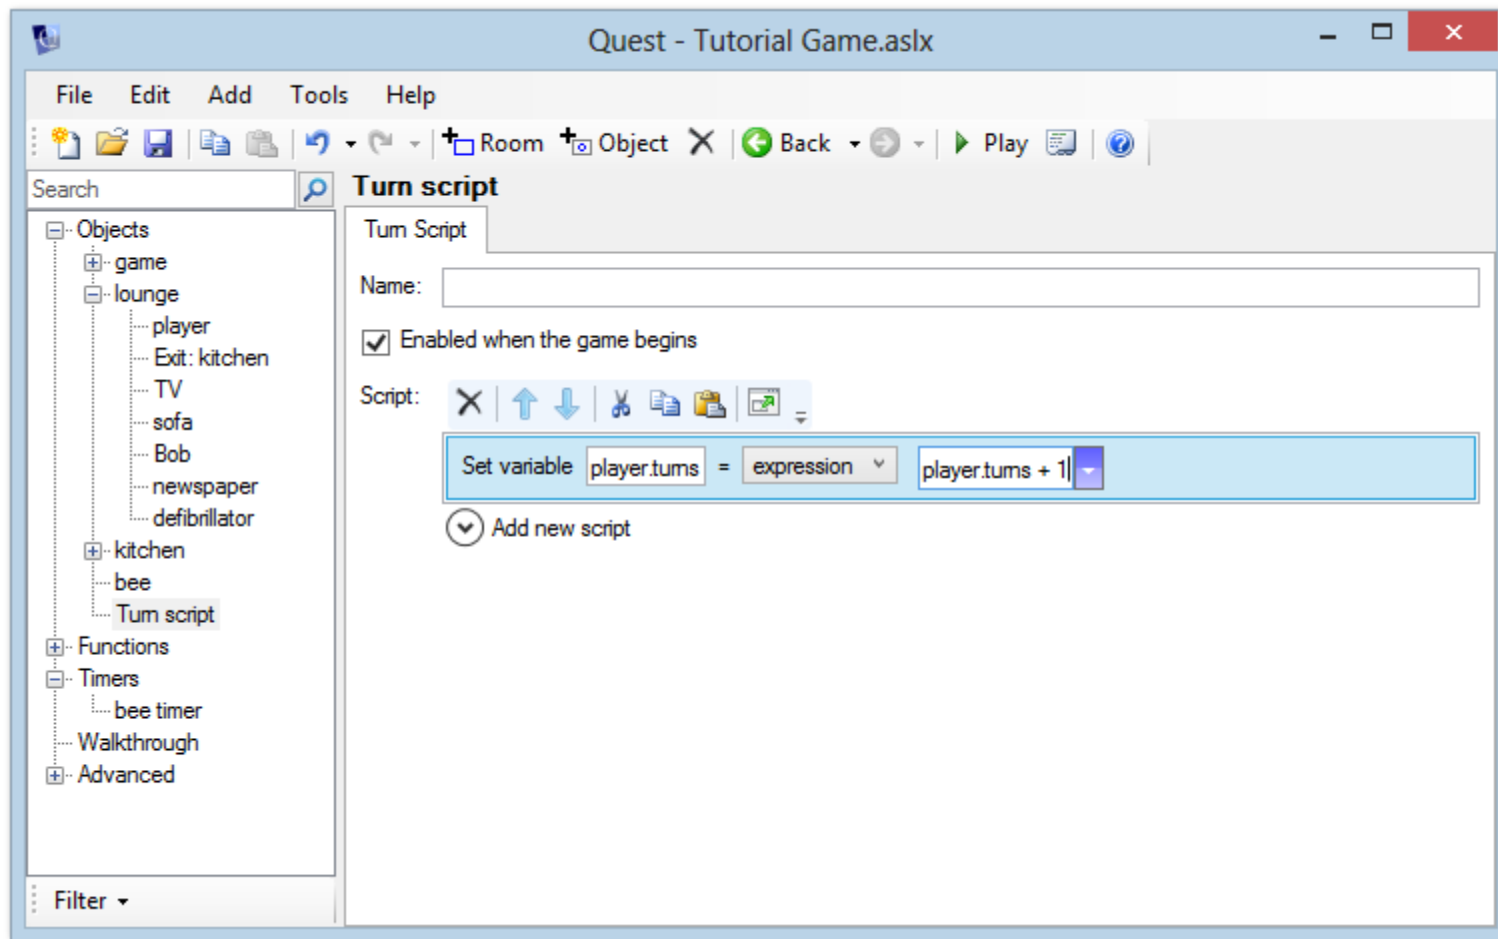 Quest - Tutorial Game.aslx
File Edit Add Tools Help
Room Object Back Play
Search
Turn script
Turn Script
Objects
game
lounge
player
Exit: kitchen
TV
sofa
Bob
newspaper
defibrillator
kitchen
bee
Turn script
Functions
Timers
bee timer
Walkthrough
Advanced
Filter
Name:
Enabled when the game begins
Script:
Set variable player.turns = expression player.turns + 1
Add new script